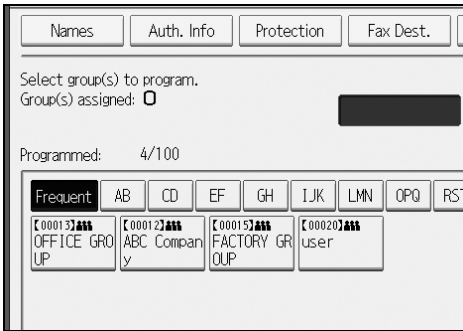 Names Auth. Info Protection Fax Dest.
Select group(s) to program.
Group(s) assigned: 0
Programmed: 4/100
Frequent AB CD EF GH IJK LMN OPQ RST
【00013】 【00012】 【00015】 【00020】
OFFICE GRO ABC Compan FACTORY GR user
UP y OUP